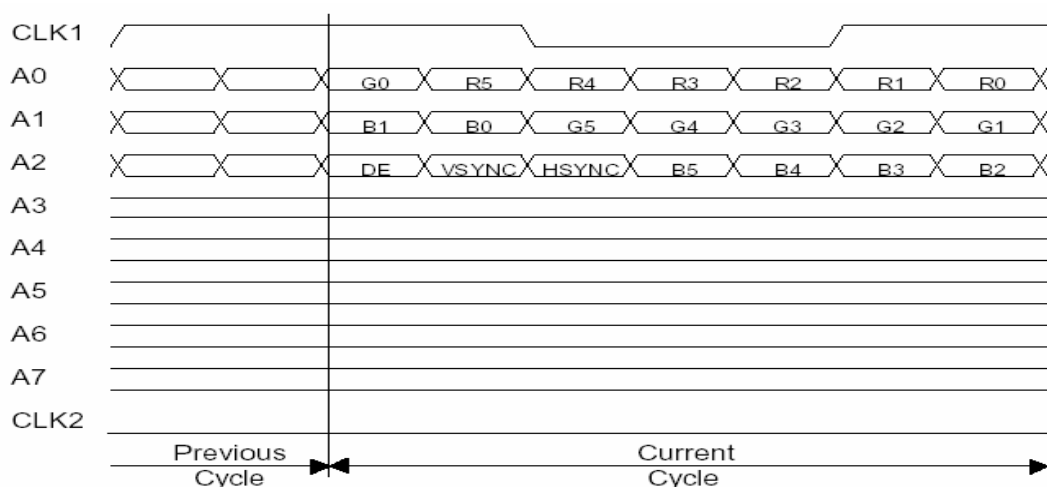 CLK1
A0 G0 R5 R4 R3 R2 R1 R0
A1 B1 B0 G5 G4 G3 G2 G1
A2 DE VSYNC HSYNC B5 B4 B3 B2
A3
A4
A5
A6
A7
CLK2
Previous Current
Cycle Cycle